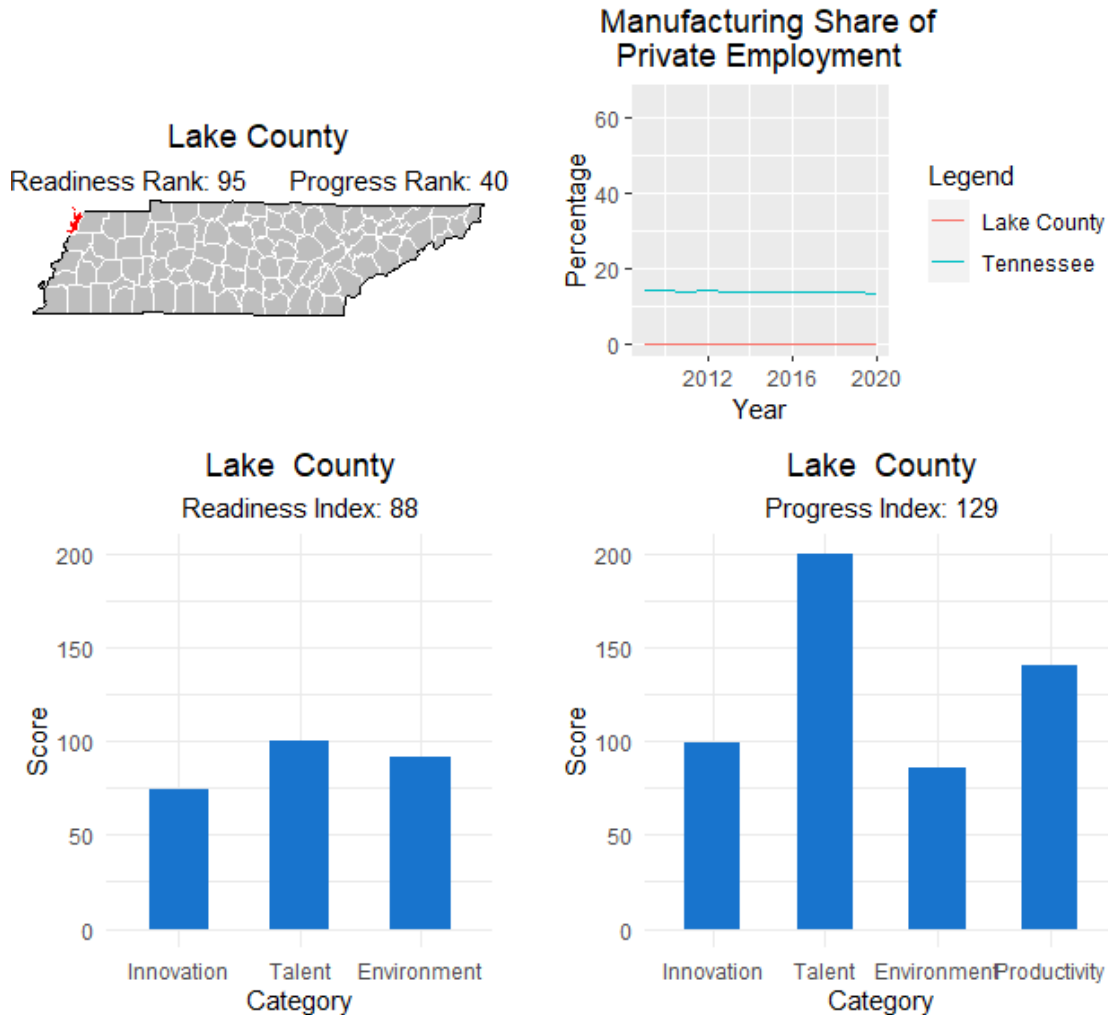 Lake County
Readiness Rank: 95 Progress Rank: 40
Manufacturing Share of
Private Employment
60
40
20
0
Percentage
2012 2016 2020
Year
Legend
Lake County
Tennessee
Lake County
Readiness Index: 88
200
150
100
50
0
Score
Innovation Talent Environment
Category
Lake County
Progress Index: 129
200
150
100
50
0
Score
Innovation Talent Environment Productivity
Category